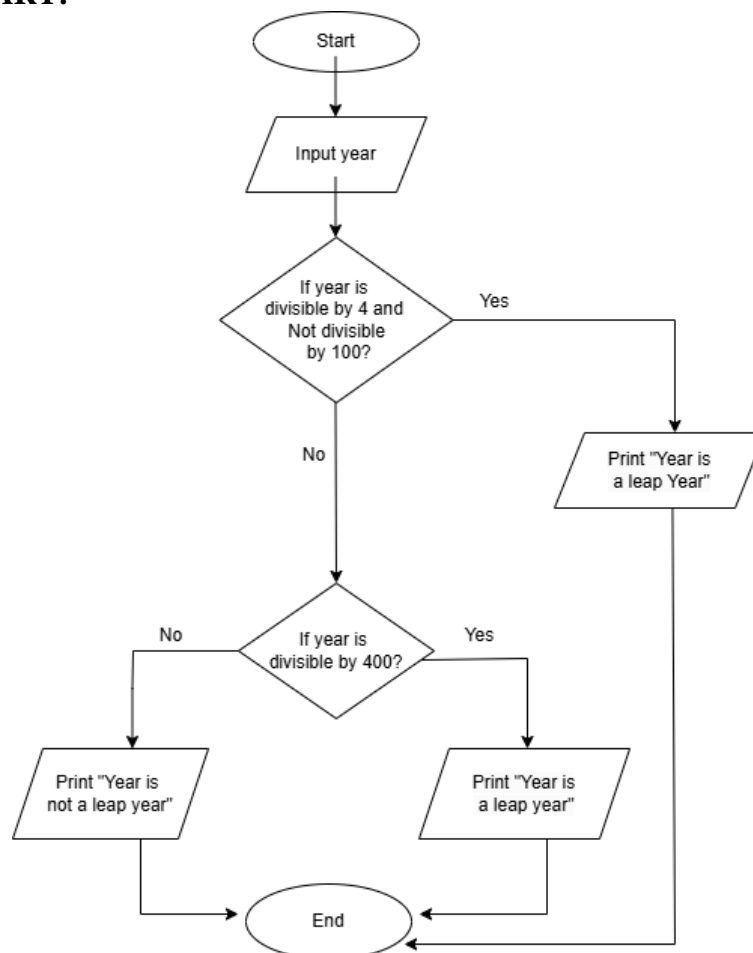 Start
Input year
If year is
divisible by 4 and
Not divisible
by 100?
Yes
No
Print "Year is
a leap Year"
No
If year is
divisible by 400?
Yes
Print "Year is
not a leap year"
Print "Year is
a leap year"
End